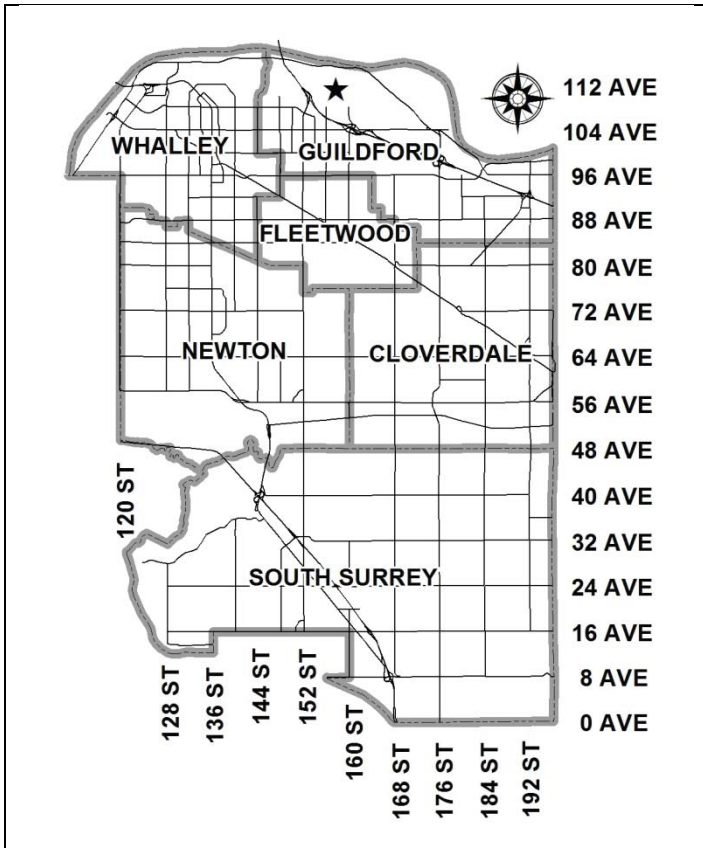 112 AVE
104 AVE
WHALLEY
GUILDFORD
96 AVE
88 AVE
FLEETWOOD
80 AVE
72 AVE
NEWTON
CLOVERDALE
64 AVE
56 AVE
48 AVE
120 ST
40 AVE
32 AVE
SOUTH SURREY
24 AVE
16 AVE
8 AVE
0 AVE
128 ST
136 ST
144 ST
152 ST
160 ST
168 ST
176 ST
184 ST
192 ST